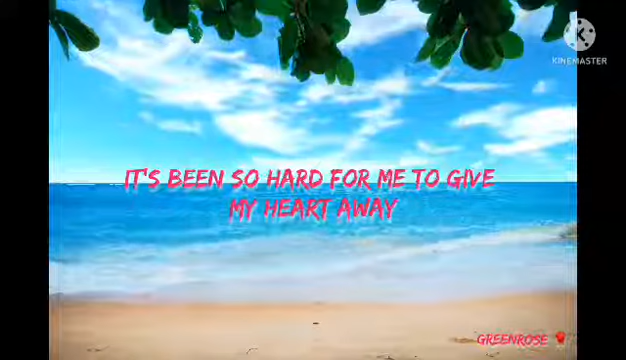 KINEMASTER
IT'S BEEN SO HARD FOR ME TO GIVE
MY HEART AWAY
GREENROSE